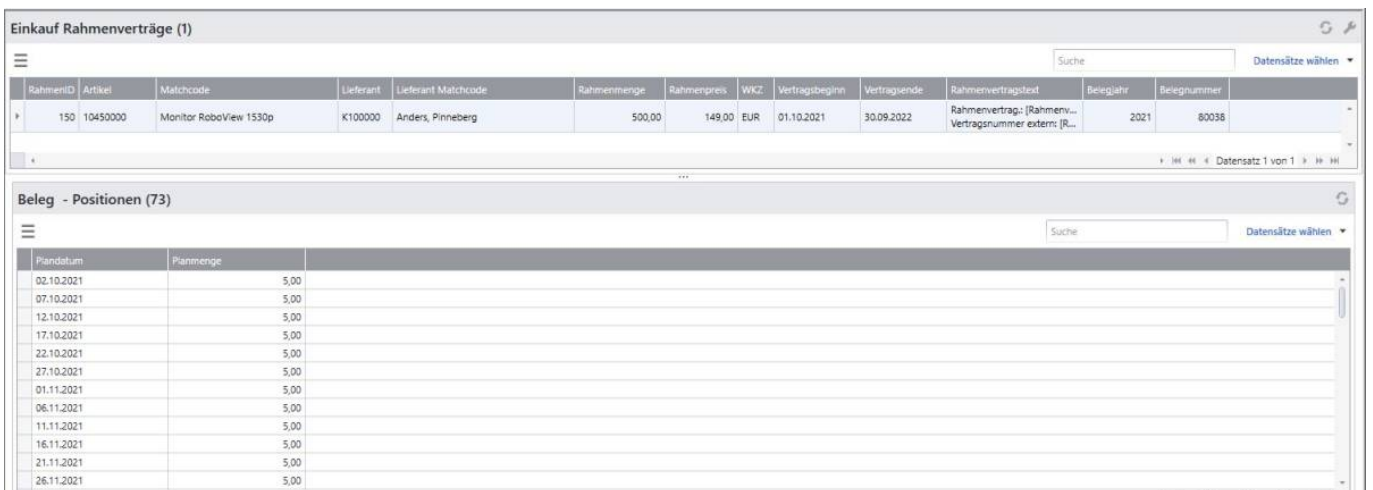 Einkauf Rahmenverträge (1)
Suche Datensätze wählen
RahmenID Artikel Matchcode Lieferant Lieferant Matchcode Rahmenmenge Rahmenpreis WKZ Vertragsbeginn Vertragsende Rahmenvertragstext Belegjahr Belegnummer
150 10450000 Monitor RoboView 1530p K100000 Anders, Pinneberg 500,00 149,00 EUR 01.10.2021 30.09.2022 Rahmenvertrag.: [Rahmenv... 2021 80038
Vertragsnummer extern: [R...
Datensatz 1 von 1
Beleg - Positionen (73)
Suche Datensätze wählen
Plandatum Planmenge
02.10.2021 5,00
07.10.2021 5,00
12.10.2021 5,00
17.10.2021 5,00
22.10.2021 5,00
27.10.2021 5,00
01.11.2021 5,00
06.11.2021 5,00
11.11.2021 5,00
16.11.2021 5,00
21.11.2021 5,00
26.11.2021 5,00